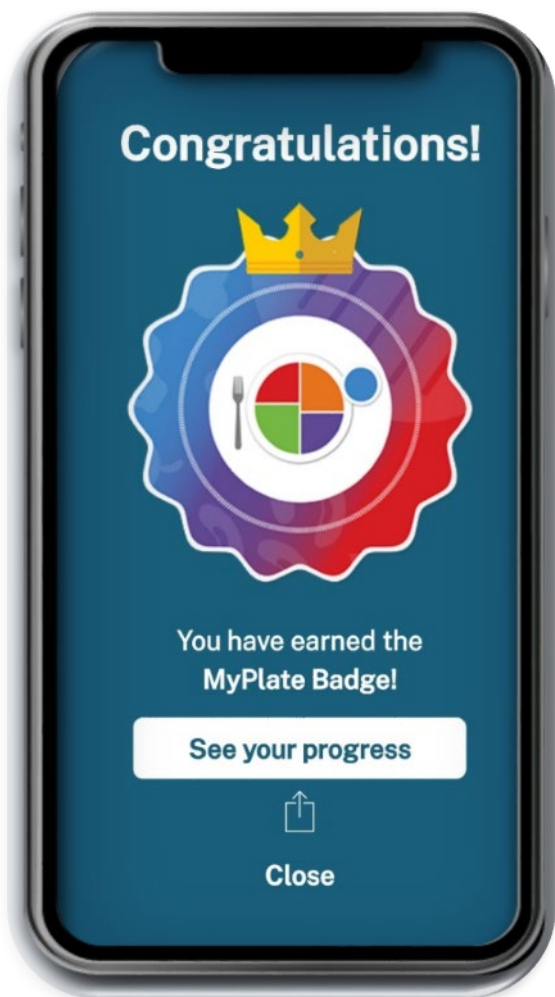 Congratulations!
You have earned the
MyPlate Badge!
See your progress
Close